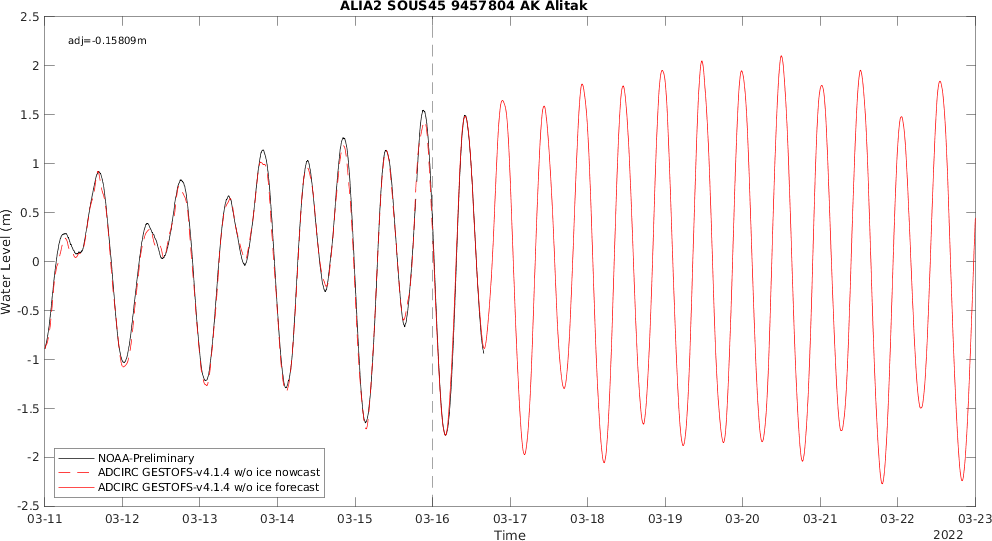 ALIA2 SOUS45 9457804 AK Alitak
adj=-0.15809m
2.5
2
1.5
1
0.5
0
-0.5
-1
-1.5
-2
-2.5
Water Level (m)
NOAA-Preliminary
ADCIRC GESTOFS-v4.1.4 w/o ice nowcast
ADCIRC GESTOFS-v4.1.4 w/o ice forecast
03-11 03-12 03-13 03-14 03-15 03-16 03-17 03-18 03-19 03-20 03-21 03-22 03-23
Time
2022